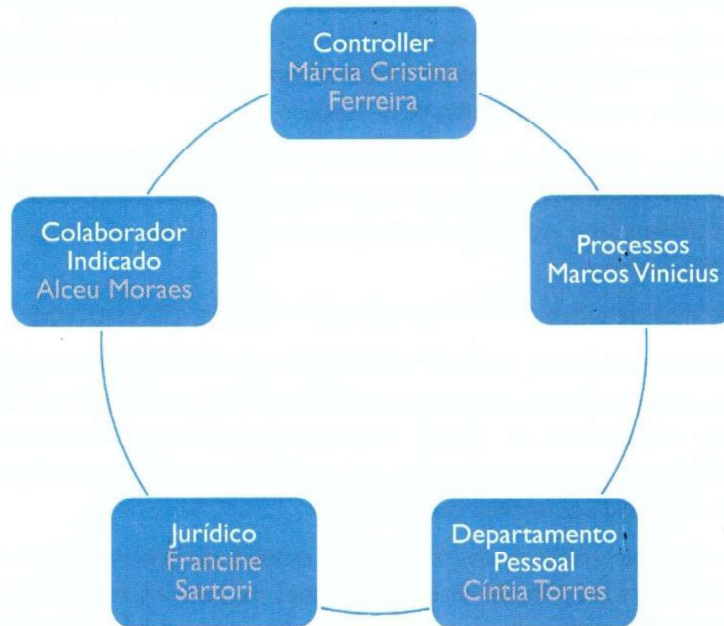 Controller
Márcia Cristina
Ferreira
Processos
Marcos Vinicius
Departamento
Pessoal
Cíntia Torres
Jurídico
Francine
Sartori
Colaborador
Indicado
Alceu Moraes